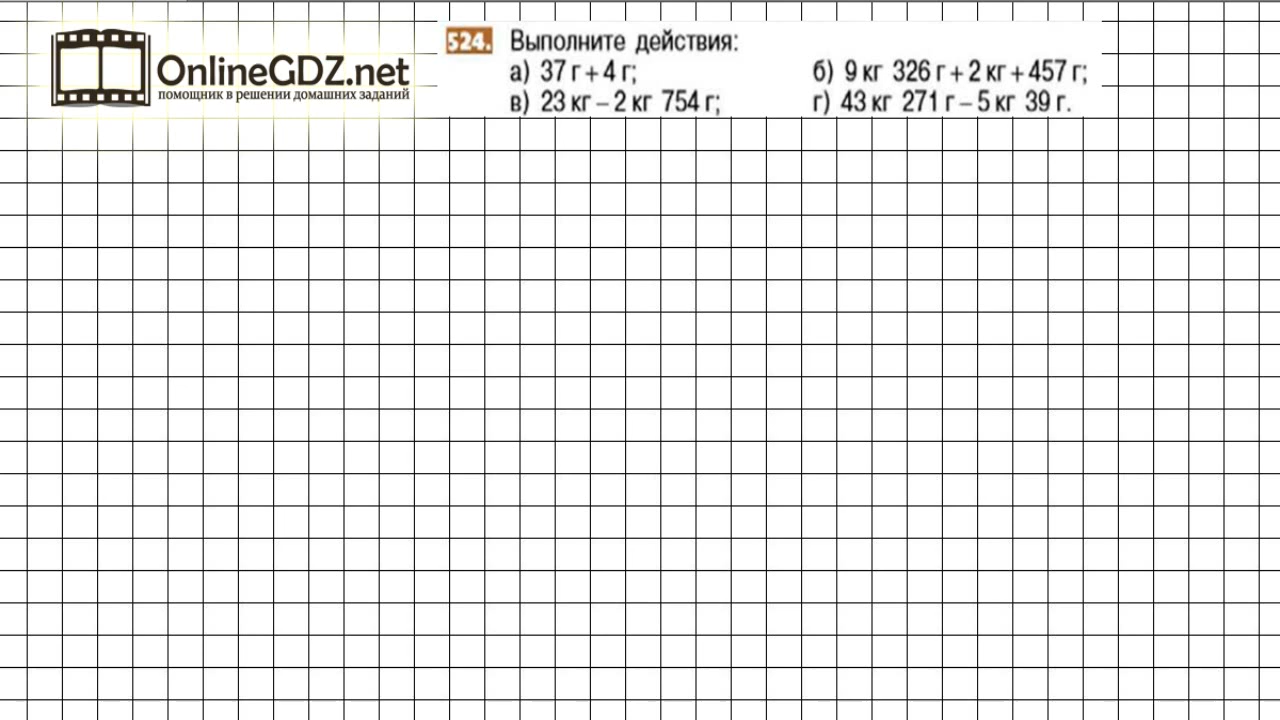 OnlineGDZ.net
помощник в решении домашних заданий
524. Выполните действия:
а) 37 г + 4 г; б) 9 кг 326 г + 2 кг + 457 г;
в) 23 кг – 2 кг 754 г; г) 43 кг 271 г – 5 кг 39 г.